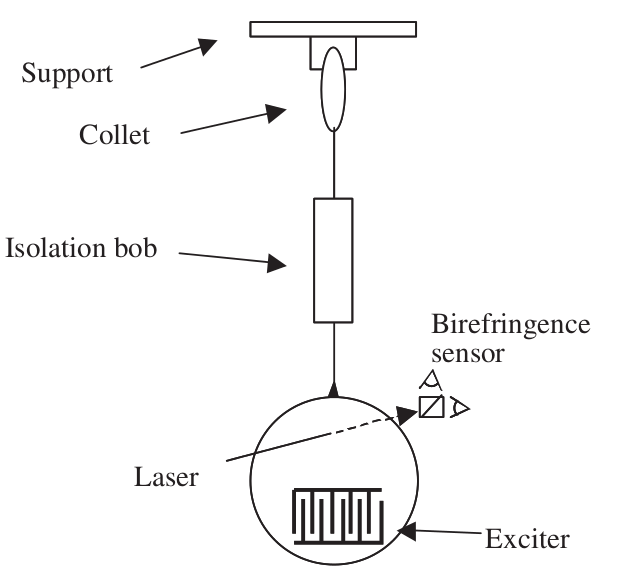 Support
Collet
Isolation bob
Birefringence
sensor
Laser
Exciter